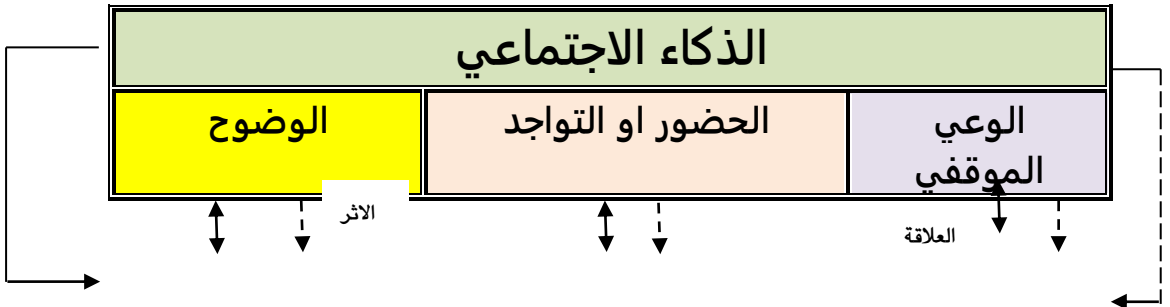 الذكاء الاجتماعي
الوعي
الموقفي
الحضور او التواجد
الوضوح
الاثر
العلاقة